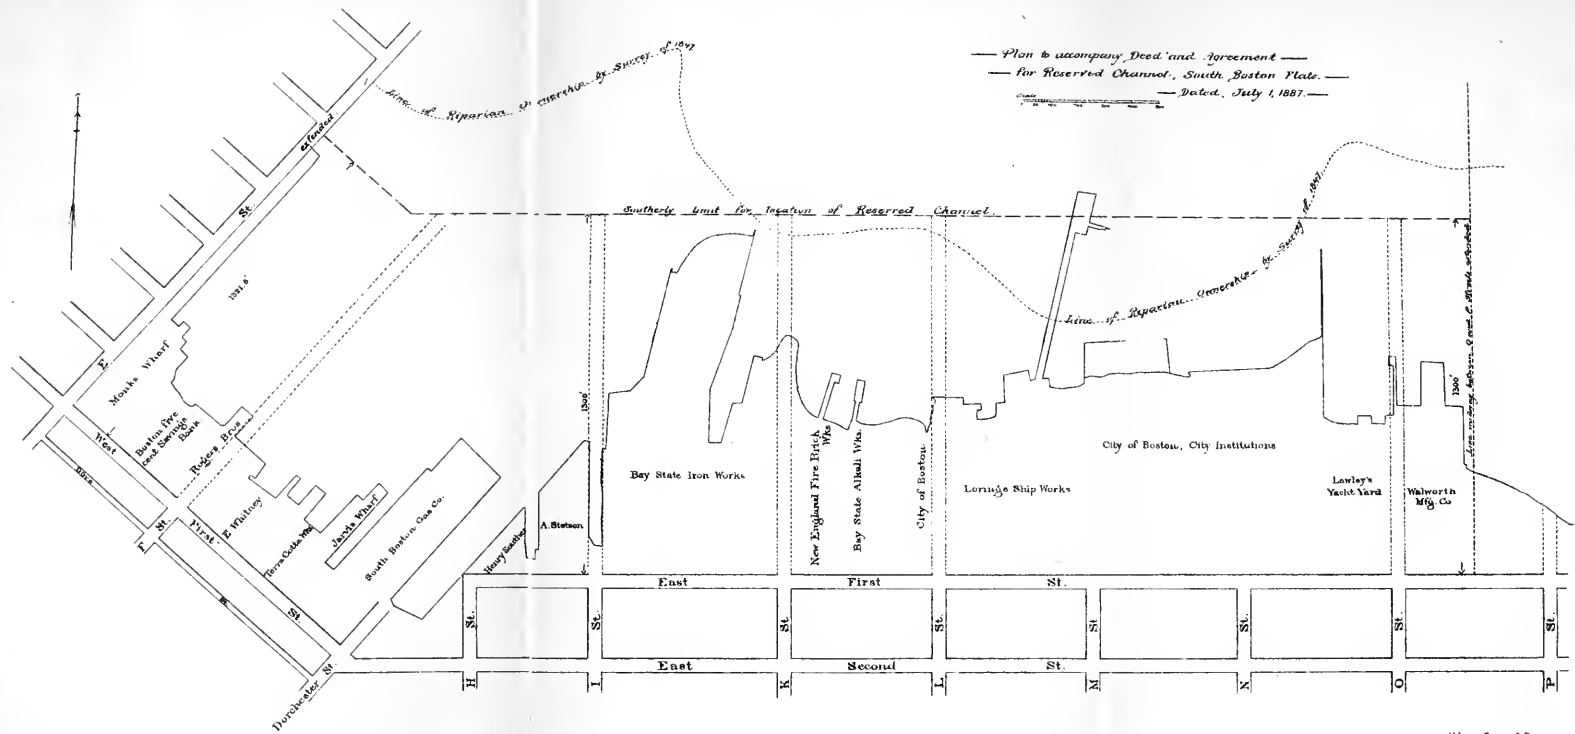 Plan to accompany Deed and Agreement
for Reserved Channel, South Boston Flats.
Dated, July 1, 1887.
Scale
Line of Riparian Ownership by Survey of 1847
extended
St.
E
1321.5'
Southerly Limit for location of Reserved Channel.
Line of Riparian Ownership by Survey of 1847.
Monks Wharf
Boston five
cent Savings
Bank
Rogers Bros
E Whitney
Terra Cotta Wks
Jarvis Wharf
South Boston Gas Co.
Henry Souther
A. Stetson
1300'
Bay State Iron Works
New England Fire Brick
Wks
Bay State Alkali Wks.
City of Boston
Lorings Ship Works
City of Boston, City Institutions
Lawley's
Yacht Yard
Walworth
Mfg. Co
1300'
West
First
St.
F St.
Dorchester St.
East First St.
St. St. St. St. St St. St. St.
East Second St.
H I K L M N O P